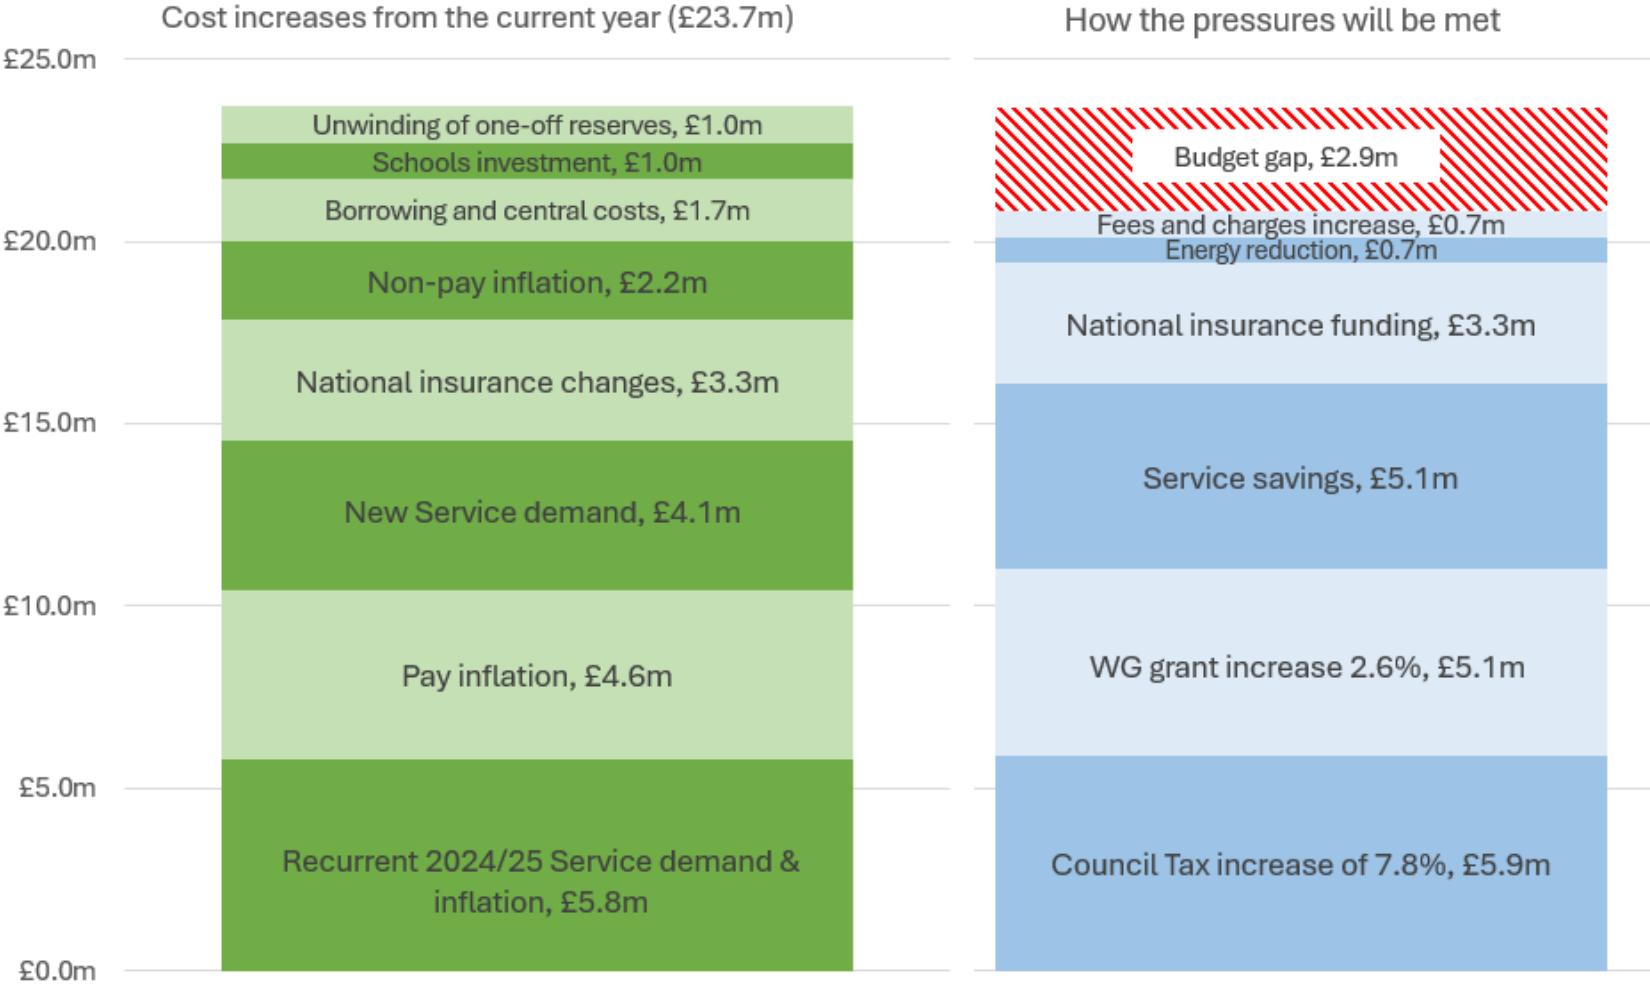 Cost increases from the current year (£23.7m)
How the pressures will be met
£25.0m
£20.0m
£15.0m
£10.0m
£5.0m
£0.0m
Unwinding of one-off reserves, £1.0m
Schools investment, £1.0m
Borrowing and central costs, £1.7m
Non-pay inflation, £2.2m
National insurance changes, £3.3m
New Service demand, £4.1m
Pay inflation, £4.6m
Recurrent 2024/25 Service demand &
inflation, £5.8m
Budget gap, £2.9m
Fees and charges increase, £0.7m
Energy reduction, £0.7m
National insurance funding, £3.3m
Service savings, £5.1m
WG grant increase 2.6%, £5.1m
Council Tax increase of 7.8%, £5.9m